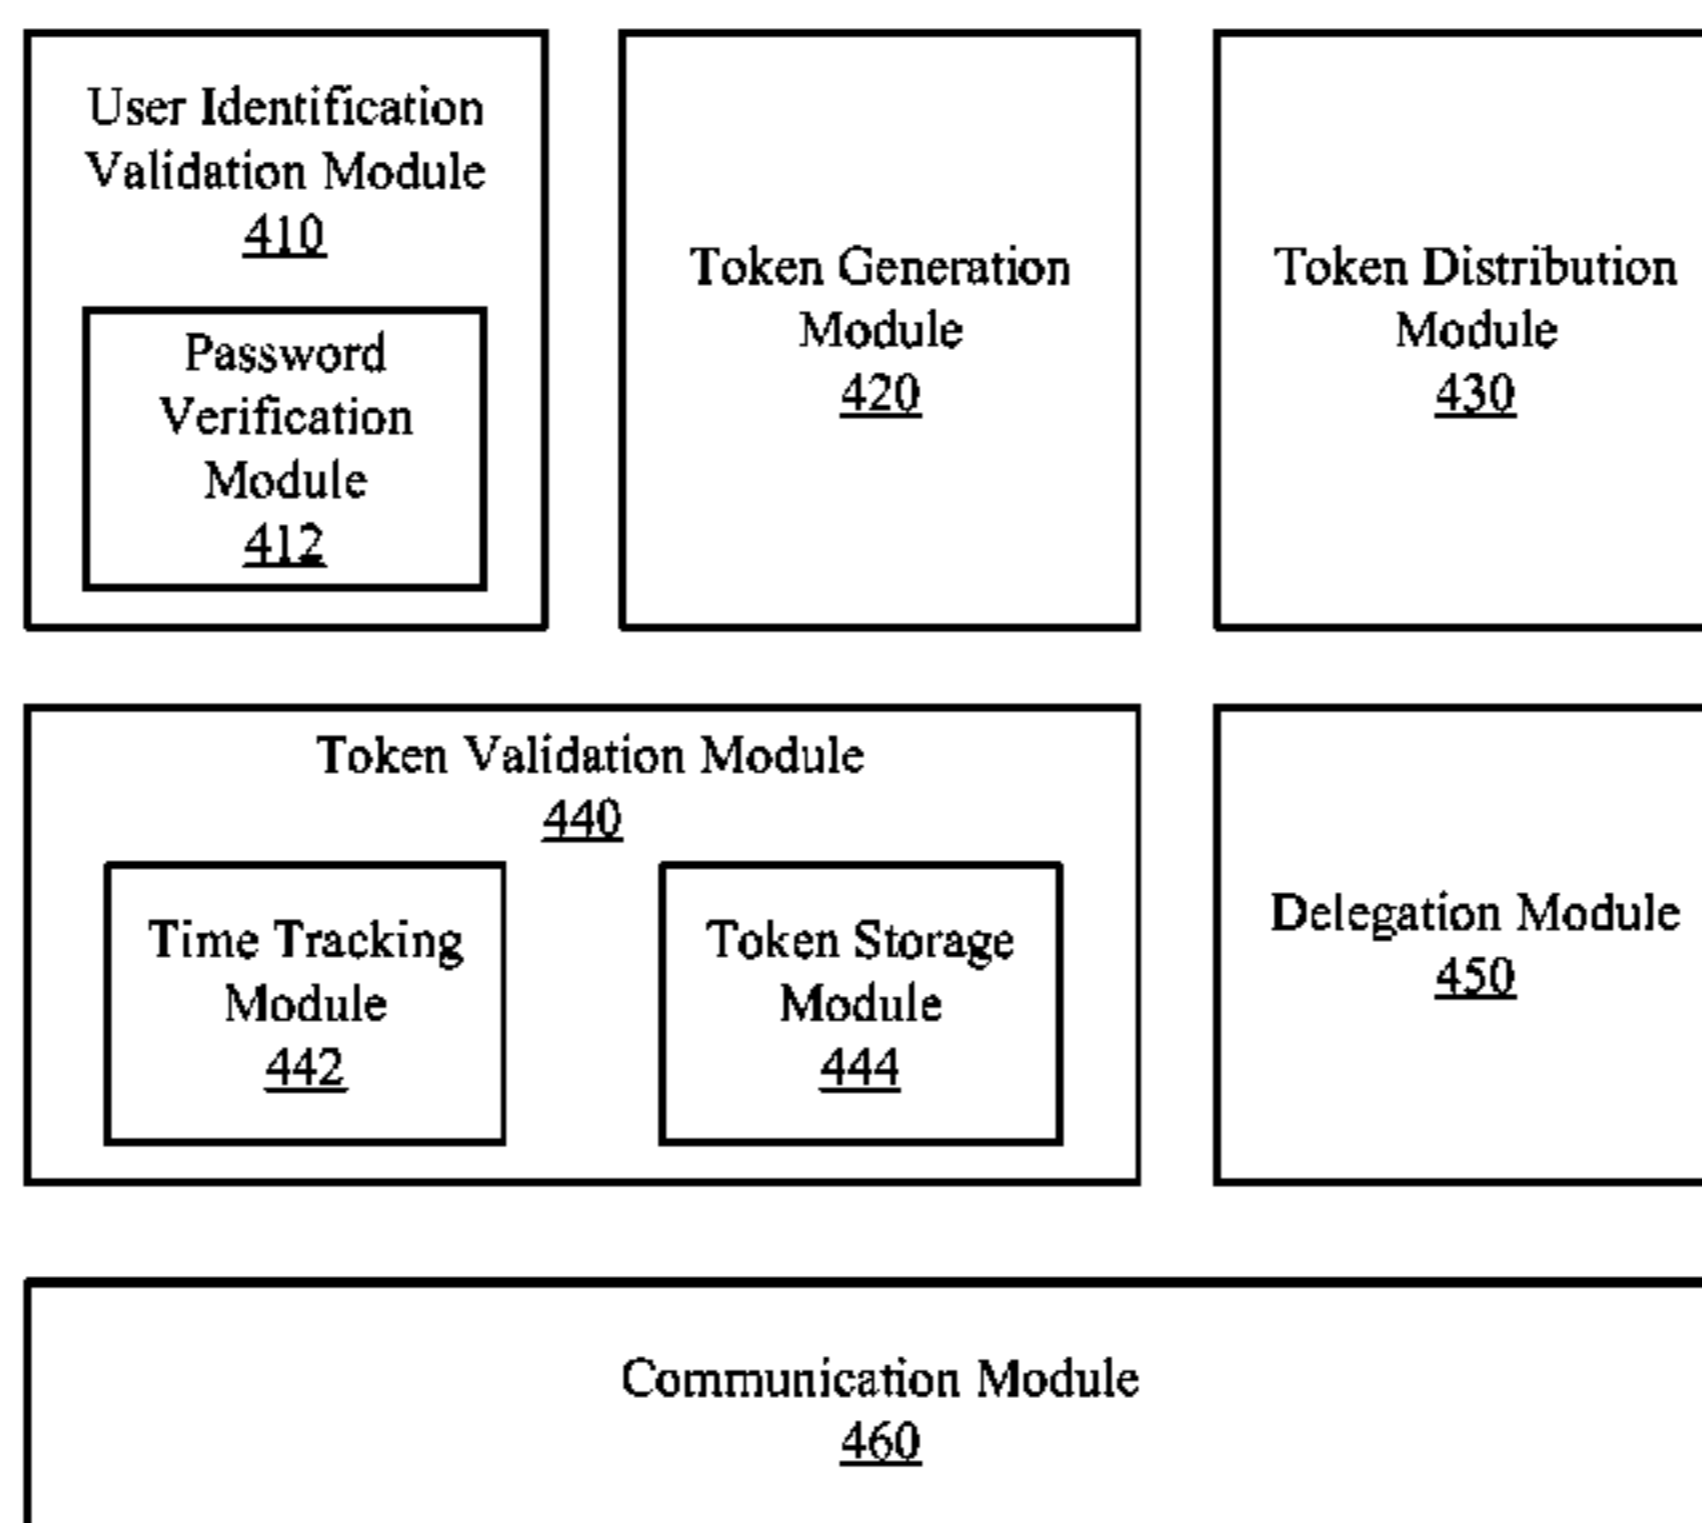 User Identification
Validation Module
410
Password
Verification
Module
412
Token Generation
Module
420
Token Distribution
Module
430
Token Validation Module
440
Time Tracking
Module
442
Token Storage
Module
444
Delegation Module
450
Communication Module
460